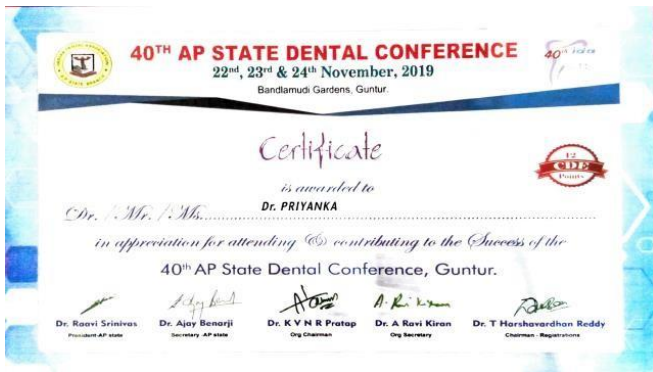 40TH AP STATE DENTAL CONFERENCE
22nd, 23rd & 24th November, 2019
Bandlamudi Gardens, Guntur.
40th
Certificate
12
CDE
Points
is awarded to
Dr. / Mr. / Ms. Dr. PRIYANKA
in appreciation for attending & contributing to the Success of the
40th AP State Dental Conference, Guntur.
Dr. Raavi Srinivas Dr. Ajay Benarji Dr. K V N R Pratap Dr. A Ravi Kiran Dr. T Harshavardhan Reddy
President-AP state Secretary -AP state Org Chairman Org Secretary Chairman - Registrations